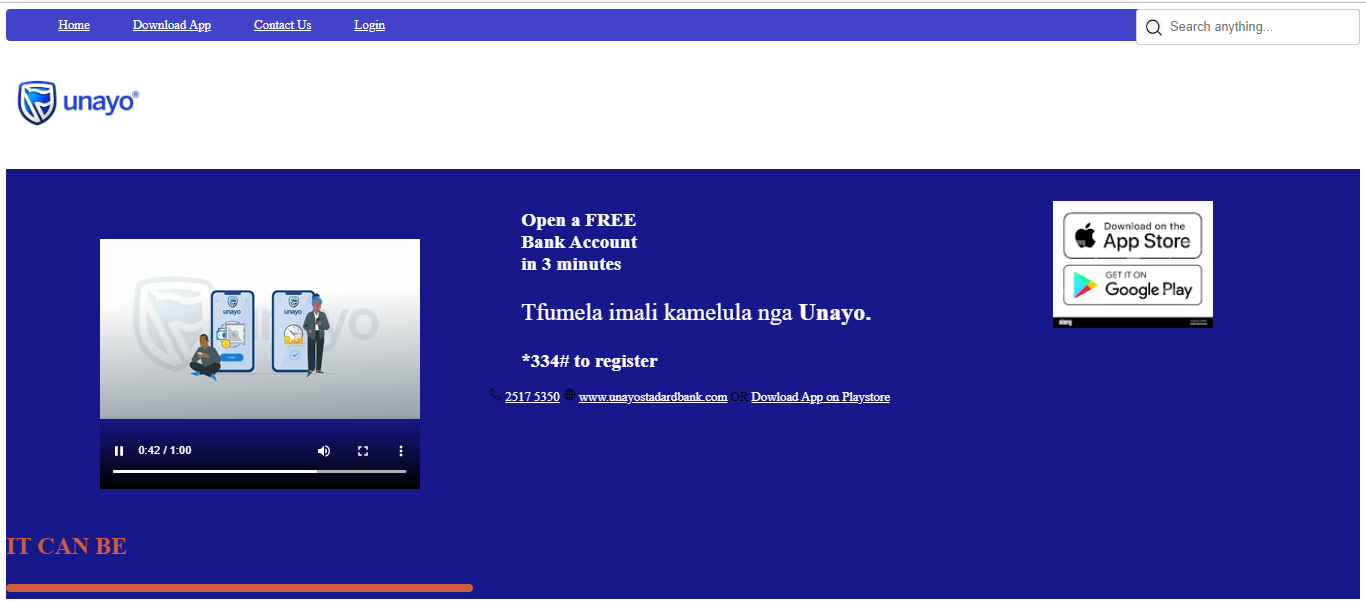 Home Download App Contact Us Login Search anything...
unayo®
Open a FREE
Bank Account
in 3 minutes
Tfumela imali kamelula nga Unayo.
*334# to register
2517 5350 www.unayostadardbank.com OR Dowload App on Playstore
Download on the
App Store
GET IT ON
Google Play
unayo
unayo
unayo
0:42 / 1:00
IT CAN BE